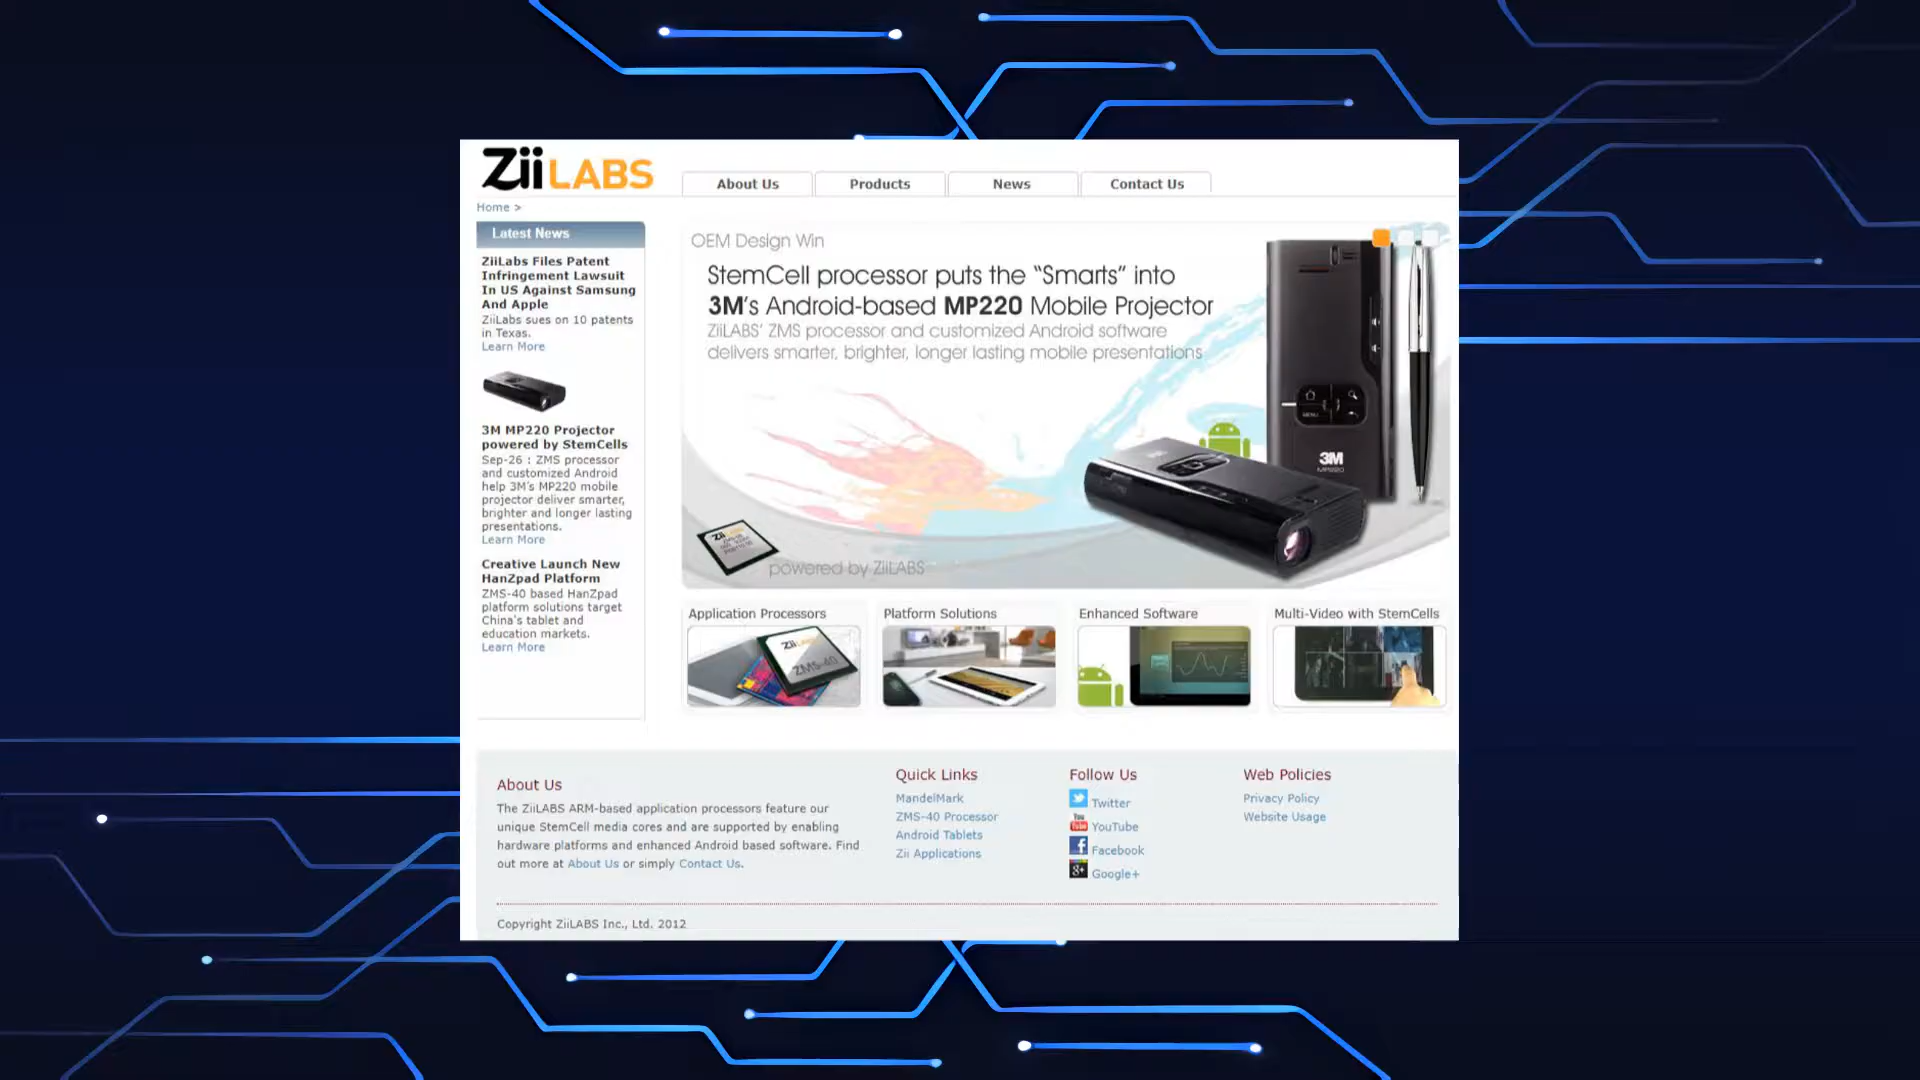 ZiiLABS
About Us
Products
News
Contact Us
Home >
Latest News
ZiiLabs Files Patent
Infringement Lawsuit
In US Against Samsung
And Apple
ZiiLabs sues on 10 patents
in Texas.
Learn More
3M MP220 Projector
powered by StemCells
Sep-26 : ZMS processor
and customized Android
help 3M's MP220 mobile
projector deliver smarter,
brighter and longer lasting
presentations.
Learn More
Creative Launch New
HanZpad Platform
ZMS-40 based HanZpad
platform solutions target
China's tablet and
education markets.
Learn More
OEM Design Win
StemCell processor puts the “Smarts” into
3M's Android-based MP220 Mobile Projector
ZiiLABS' ZMS processor and customized Android software
delivers smarter, brighter, longer lasting mobile presentations
MENU
3M
MP220
ZiiLABS
powered by ZiiLABS
Application Processors
Platform Solutions
Enhanced Software
Multi-Video with StemCells
ZiiLABS
ZMS-40
About Us
The ZiiLABS ARM-based application processors feature our
unique StemCell media cores and are supported by enabling
hardware platforms and enhanced Android based software. Find
out more at About Us or simply Contact Us.
Quick Links
MandelMark
ZMS-40 Processor
Android Tablets
Zii Applications
Follow Us
Twitter
You Tube YouTube
Facebook
Google+
Web Policies
Privacy Policy
Website Usage
Copyright ZiiLABS Inc., Ltd. 2012